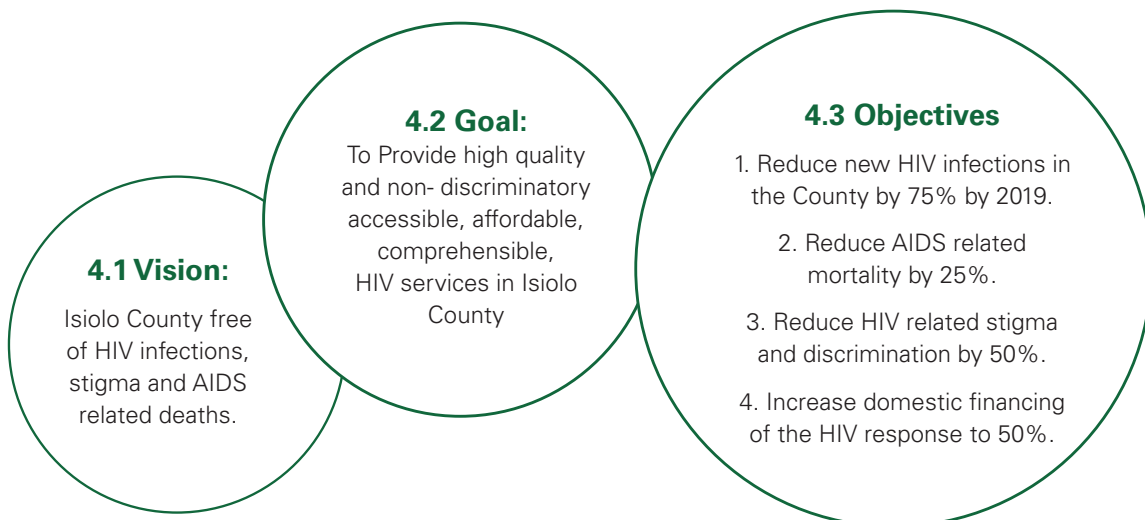 4.1 Vision:
Isiolo County free
of HIV infections,
stigma and AIDS
related deaths.
4.2 Goal:
To Provide high quality
and non- discriminatory
accessible, affordable,
comprehensible,
HIV services in Isiolo
County
4.3 Objectives
1. Reduce new HIV infections in
the County by 75% by 2019.
2. Reduce AIDS related
mortality by 25%.
3. Reduce HIV related stigma
and discrimination by 50%.
4. Increase domestic financing
of the HIV response to 50%.